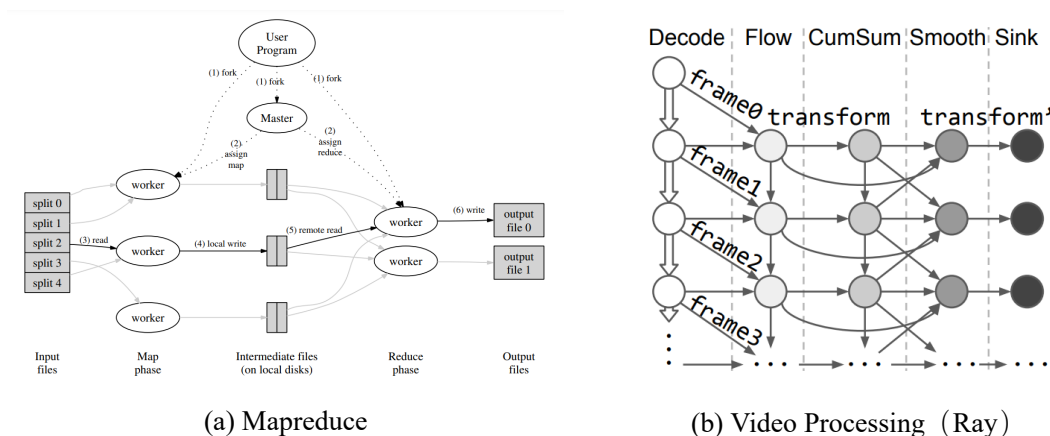 User
Program
(1) fork
(1) fork
(1) fork
Master
(2)
assign
map
(2)
assign
reduce
worker
split 0
split 1
split 2
split 3
split 4
(3) read
worker
(4) local write
(5) remote read
worker
(6) write
output
file 0
worker
output
file 1
worker
Input
files
Map
phase
Intermediate files
(on local disks)
Reduce
phase
Output
files
(a) Mapreduce
Decode Flow CumSum Smooth Sink
frame0
transform
transform'
frame1
frame2
frame3
(b) Video Processing（Ray）